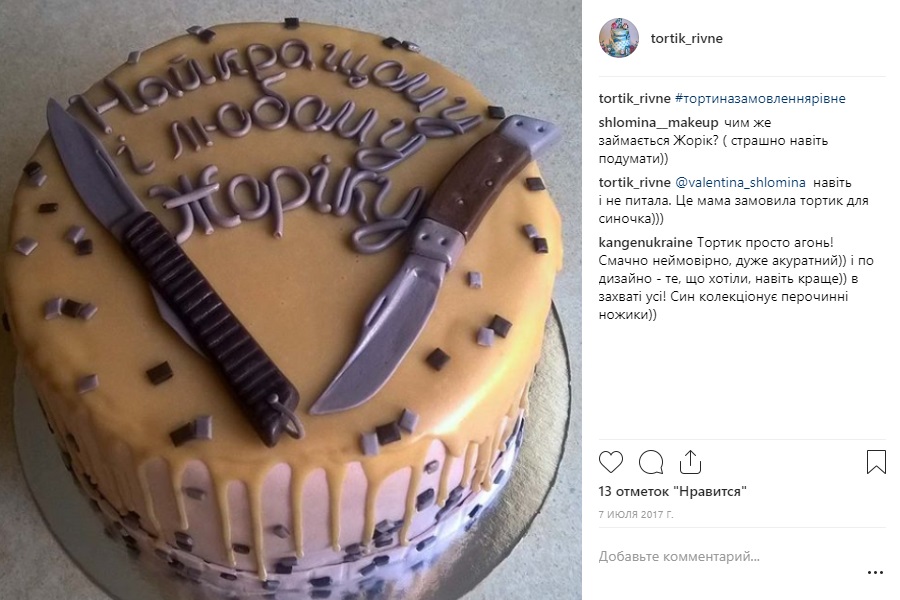 Найкращому
і любому
Жоріку
tortik_rivne
tortik_rivne #тортиназамовленнярівне
shlomina__makeup чим же
займається Жорік? ( страшно навіть
подумати))
tortik_rivne @valentina_shlomina навіть
і не питала. Це мама замовила тортик для
синочка)))
kangenukraine Тортик просто агонь!
Смачно неймовірно, дуже акуратний)) і по
дизайно - те, що хотіли, навіть краще)) в
захваті усі! Син колекціонує перочинні
ножики))
13 отметок "Нравится"
7 ИЮЛЯ 2017 Г.
Добавьте комментарий...